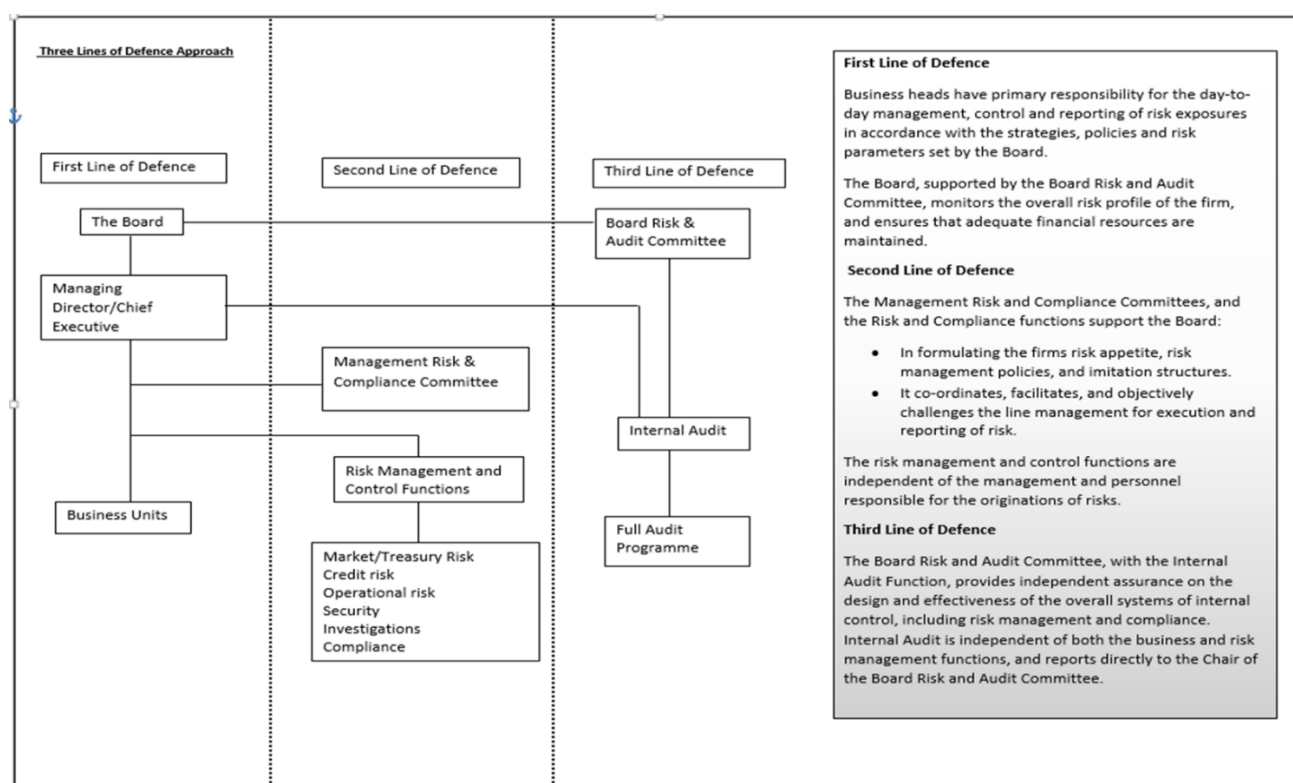 Three Lines of Defence Approach
First Line of Defence
Second Line of Defence
Third Line of Defence
The Board
Board Risk &
Audit Committee
Managing
Director/Chief
Executive
Management Risk &
Compliance Committee
Internal Audit
Risk Management and
Control Functions
Business Units
Full Audit
Programme
Market/Treasury Risk
Credit risk
Operational risk
Security
Investigations
Compliance
First Line of Defence
Business heads have primary responsibility for the day-to-
day management, control and reporting of risk exposures
in accordance with the strategies, policies and risk
parameters set by the Board.
The Board, supported by the Board Risk and Audit
Committee, monitors the overall risk profile of the firm,
and ensures that adequate financial resources are
maintained.
Second Line of Defence
The Management Risk and Compliance Committees, and
the Risk and Compliance functions support the Board:
• In formulating the firms risk appetite, risk
management policies, and imitation structures.
• It co-ordinates, facilitates, and objectively
challenges the line management for execution and
reporting of risk.
The risk management and control functions are
independent of the management and personnel
responsible for the originations of risks.
Third Line of Defence
The Board Risk and Audit Committee, with the Internal
Audit Function, provides independent assurance on the
design and effectiveness of the overall systems of internal
control, including risk management and compliance.
Internal Audit is independent of both the business and risk
management functions, and reports directly to the Chair of
the Board Risk and Audit Committee.